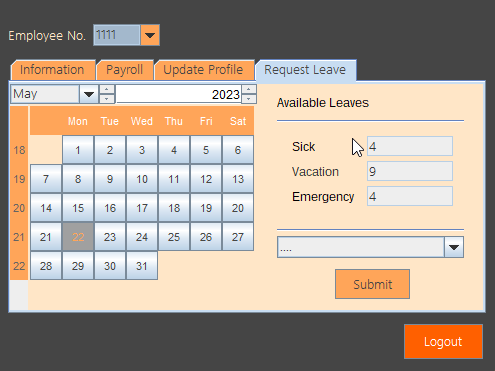 Employee No. 1111
Information Payroll Update Profile Request Leave
May 2023
Available Leaves
Mon Tue Wed Thu Fri Sat
18 1 2 3 4 5 6
19 7 8 9 10 11 12 13
20 14 15 16 17 18 19 20
21 21 22 23 24 25 26 27
22 28 29 30 31
Sick 4
Vacation 9
Emergency 4
....
Submit
Logout